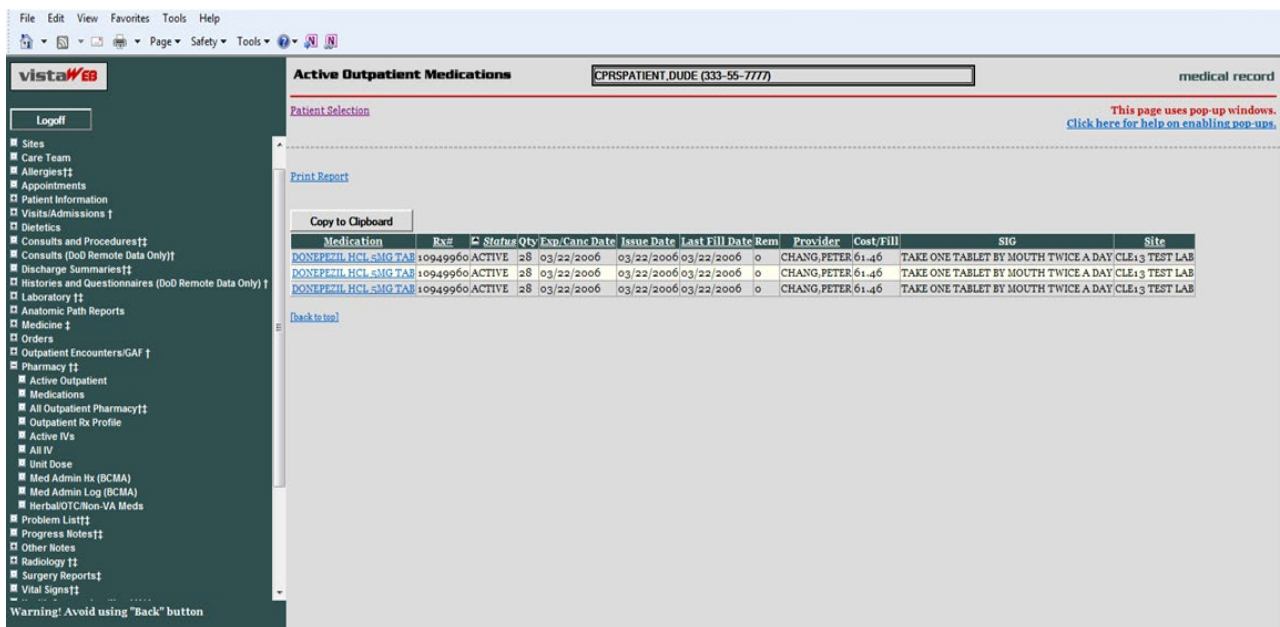 File Edit View Favorites Tools Help
Page Safety Tools
vistaWEB
Active Outpatient Medications
CPRSPATIENT,DUDE (333-55-7777)
medical record
Logoff
Patient Selection
This page uses pop-up windows.
Click here for help on enabling pop-ups.
Sites
Care Team
Allergies†‡
Appointments
Patient Information
Visits/Admissions †
Dietetics
Consults and Procedures†‡
Consults (DoD Remote Data Only)†
Discharge Summaries†‡
Histories and Questionnaires (DoD Remote Data Only) †
Laboratory †‡
Anatomic Path Reports
Medicine ‡
Orders
Outpatient Encounters/GAF †
Pharmacy †‡
Active Outpatient
Medications
All Outpatient Pharmacy†‡
Outpatient Rx Profile
Active IVs
All IV
Unit Dose
Med Admin Hx (BCMA)
Med Admin Log (BCMA)
Herbal/OTC/Non-VA Meds
Problem List†‡
Progress Notes†‡
Other Notes
Radiology †‡
Surgery Reports‡
Vital Signs†‡
Warning! Avoid using "Back" button
Print Report
Copy to Clipboard
Medication Rx# Status Qty Exp/Canc Date Issue Date Last Fill Date Rem Provider Cost/Fill SIG Site
DONEPEZIL HCL 5MG TAB 10949960 ACTIVE 28 03/22/2006 03/22/2006 03/22/2006 0 CHANG,PETER 61.46 TAKE ONE TABLET BY MOUTH TWICE A DAY CLE13 TEST LAB
DONEPEZIL HCL 5MG TAB 10949960 ACTIVE 28 03/22/2006 03/22/2006 03/22/2006 0 CHANG,PETER 61.46 TAKE ONE TABLET BY MOUTH TWICE A DAY CLE13 TEST LAB
DONEPEZIL HCL 5MG TAB 10949960 ACTIVE 28 03/22/2006 03/22/2006 03/22/2006 0 CHANG,PETER 61.46 TAKE ONE TABLET BY MOUTH TWICE A DAY CLE13 TEST LAB
[back to top]